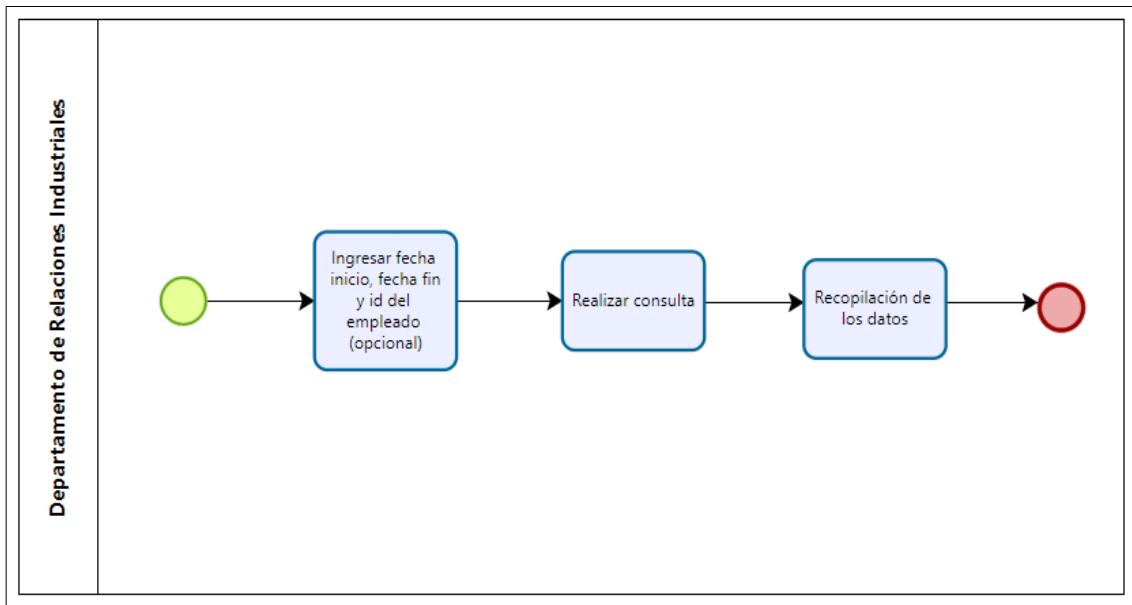 Departamento de Relaciones Industriales
Ingresar fecha
inicio, fecha fin
y id del
empleado
(opcional)
Realizar consulta
Recopilación de
los datos